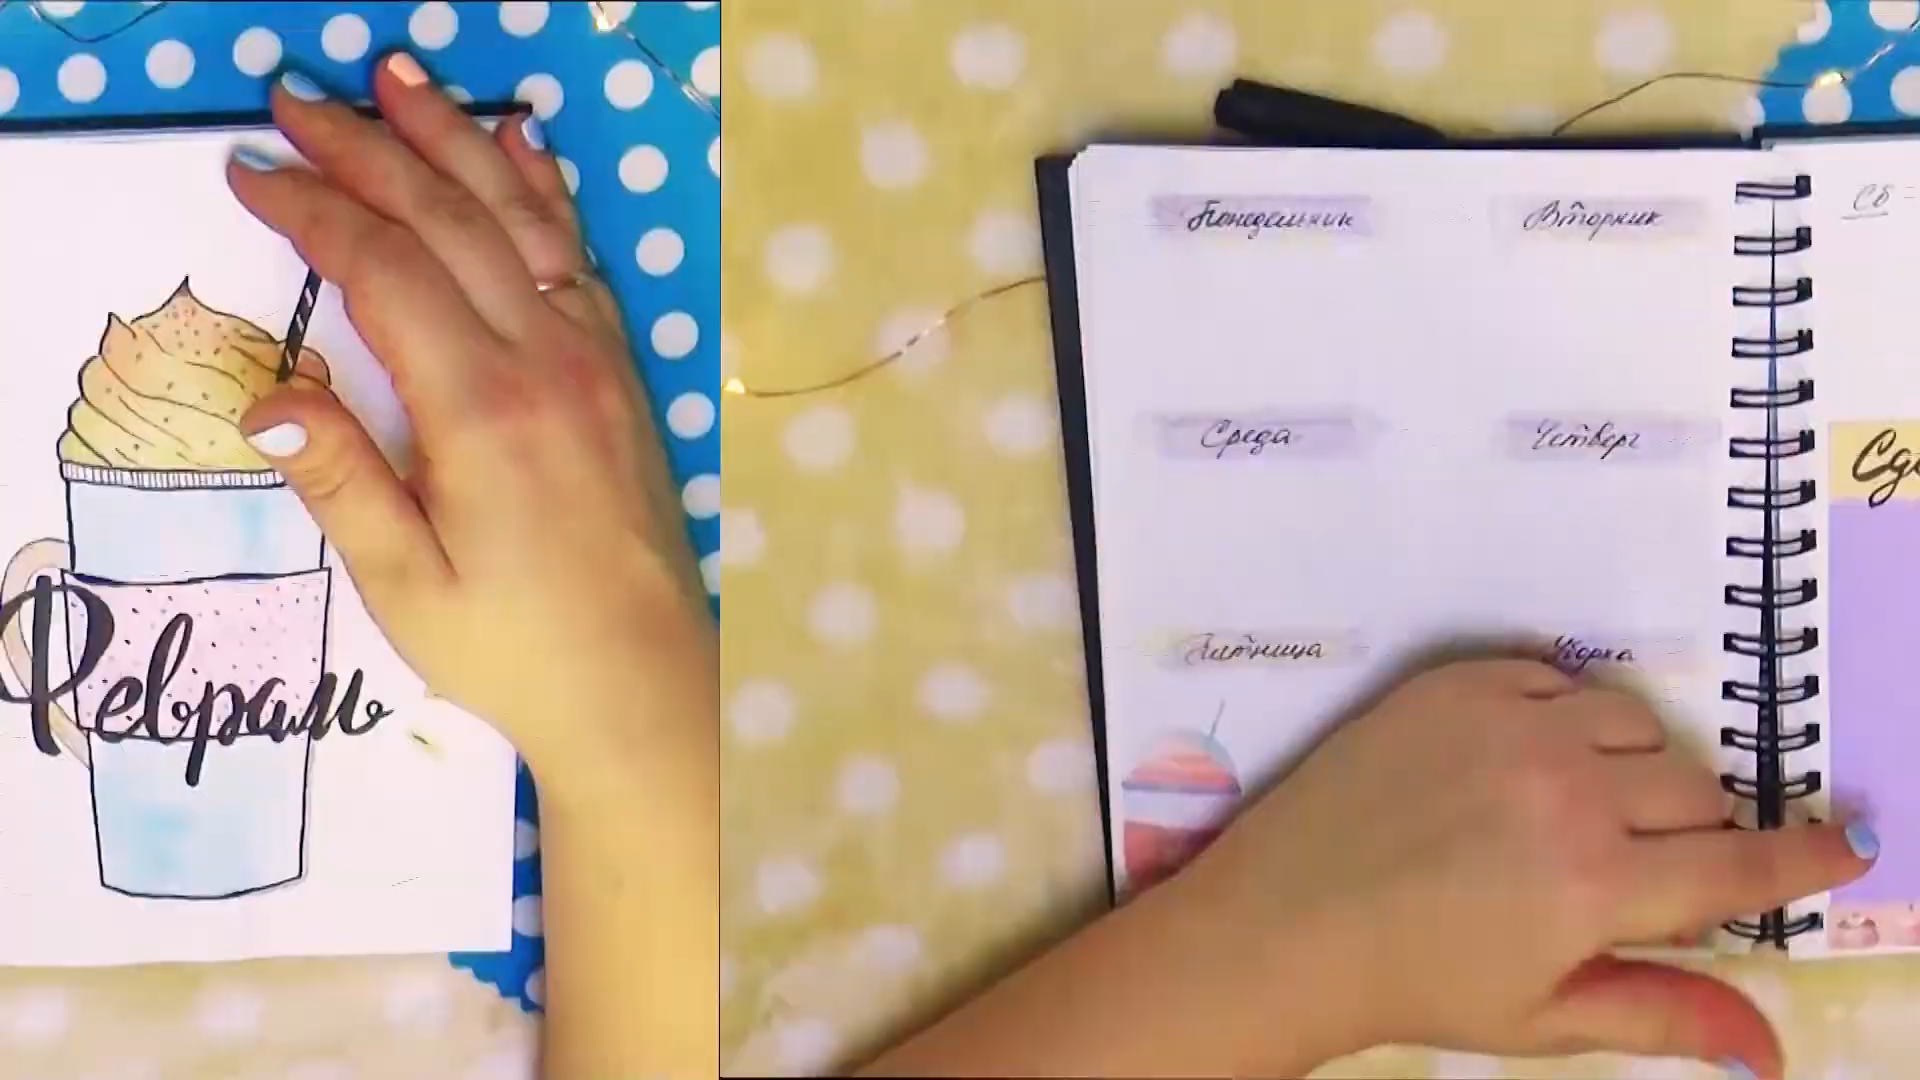 Февраль
Понедельник
Вторник
Сб
Среда
Четверг
Пятница
Уборка